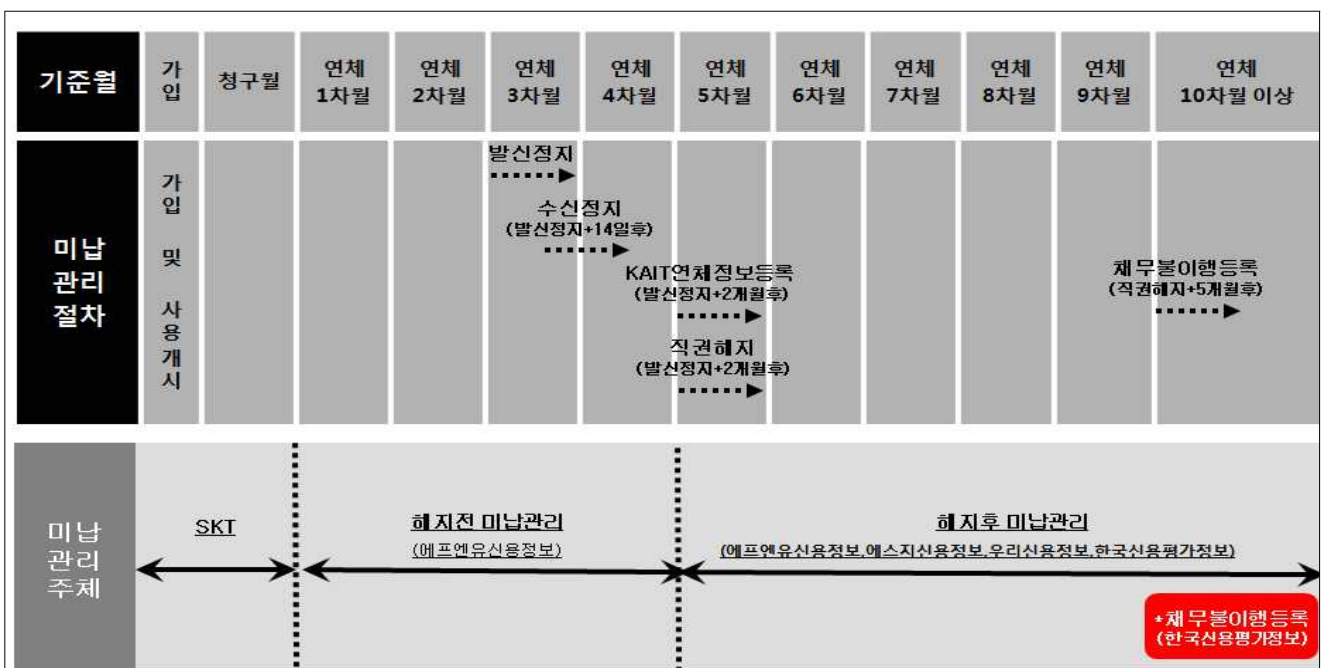 기준월
가입
청구월
연체
1차월
연체
2차월
연체
3차월
연체
4차월
연체
5차월
연체
6차월
연체
7차월
연체
8차월
연체
9차월
연체
10차월 이상
미납
관리
절차
가입 및 사용개시
발신정지
수신정지
(발신정지+14일후)
KAIT연체정보등록
(발신정지+2개월후)
직권해지
(발신정지+2개월후)
채무불이행등록
(직권해지+5개월후)
미납
관리
주체
SKT
해지전 미납관리
(에프엔유신용정보)
해지후 미납관리
(에프엔유신용정보,에스지신용정보,우리신용정보,한국신용평가정보)
*채무불이행등록
(한국신용평가정보)